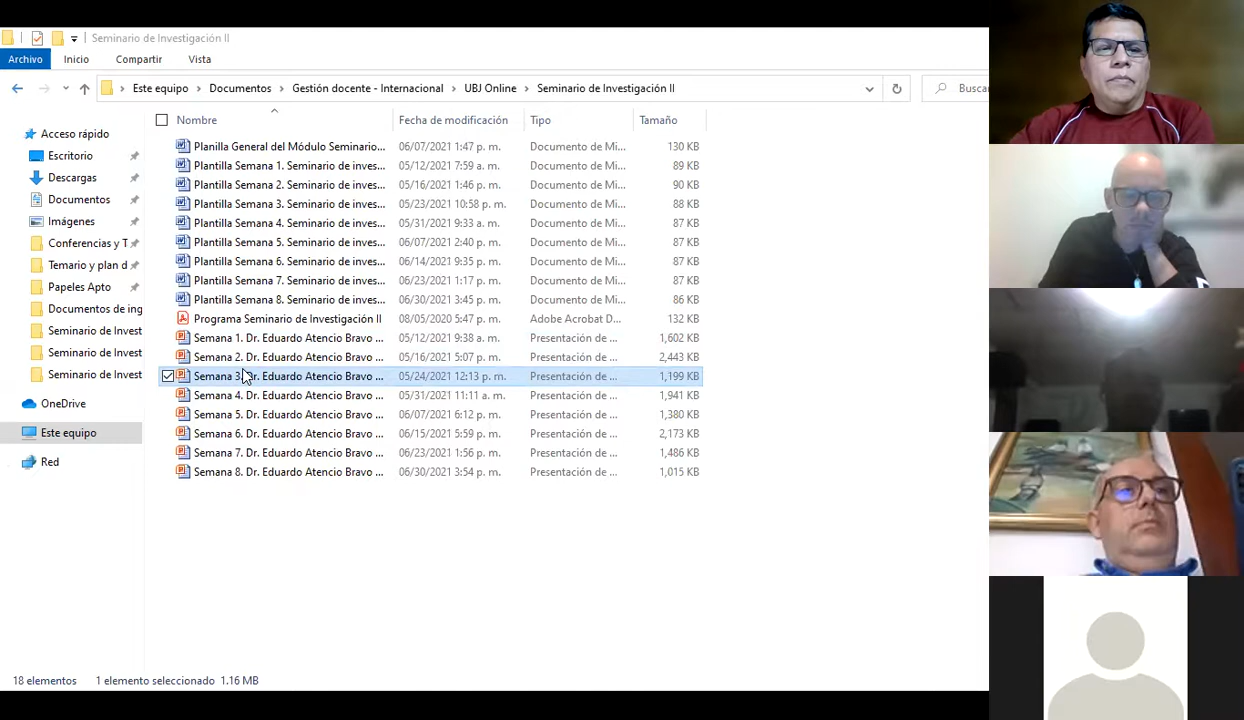 Seminario de Investigación II
Archivo Inicio Compartir Vista
Este equipo Documentos Gestión docente - Internacional UBJ Online Seminario de Investigación II Buscar
Nombre Fecha de modificación Tipo Tamaño
Acceso rápido
Escritorio
Descargas
Documentos
Imágenes
Conferencias y T
Temario y plan d
Papeles Apto
Documentos de ing
Seminario de Invest
Seminario de Invest
Seminario de Invest
OneDrive
Este equipo
Red
Planilla General del Módulo Seminario... 06/07/2021 1:47 p. m. Documento de Mi... 130 KB
Plantilla Semana 1. Seminario de inves... 05/12/2021 7:59 a. m. Documento de Mi... 89 KB
Plantilla Semana 2. Seminario de inves... 05/16/2021 1:46 p. m. Documento de Mi... 90 KB
Plantilla Semana 3. Seminario de inves... 05/23/2021 10:58 p. m. Documento de Mi... 88 KB
Plantilla Semana 4. Seminario de inves... 05/31/2021 9:33 a. m. Documento de Mi... 87 KB
Plantilla Semana 5. Seminario de inves... 06/07/2021 2:40 p. m. Documento de Mi... 87 KB
Plantilla Semana 6. Seminario de inves... 06/14/2021 9:35 p. m. Documento de Mi... 87 KB
Plantilla Semana 7. Seminario de inves... 06/23/2021 1:17 p. m. Documento de Mi... 87 KB
Plantilla Semana 8. Seminario de inves... 06/30/2021 3:45 p. m. Documento de Mi... 86 KB
Programa Seminario de Investigación II 08/05/2020 5:47 p. m. Adobe Acrobat D... 132 KB
Semana 1. Dr. Eduardo Atencio Bravo ... 05/12/2021 9:38 a. m. Presentación de ... 1,602 KB
Semana 2. Dr. Eduardo Atencio Bravo ... 05/16/2021 5:07 p. m. Presentación de ... 2,443 KB
Semana 3. Dr. Eduardo Atencio Bravo ... 05/24/2021 12:13 p. m. Presentación de ... 1,199 KB
Semana 4. Dr. Eduardo Atencio Bravo ... 05/31/2021 11:11 a. m. Presentación de ... 1,941 KB
Semana 5. Dr. Eduardo Atencio Bravo ... 06/07/2021 6:12 p. m. Presentación de ... 1,380 KB
Semana 6. Dr. Eduardo Atencio Bravo ... 06/15/2021 5:59 p. m. Presentación de ... 2,173 KB
Semana 7. Dr. Eduardo Atencio Bravo ... 06/23/2021 1:56 p. m. Presentación de ... 1,486 KB
Semana 8. Dr. Eduardo Atencio Bravo ... 06/30/2021 3:54 p. m. Presentación de ... 1,015 KB
18 elementos 1 elemento seleccionado 1.16 MB